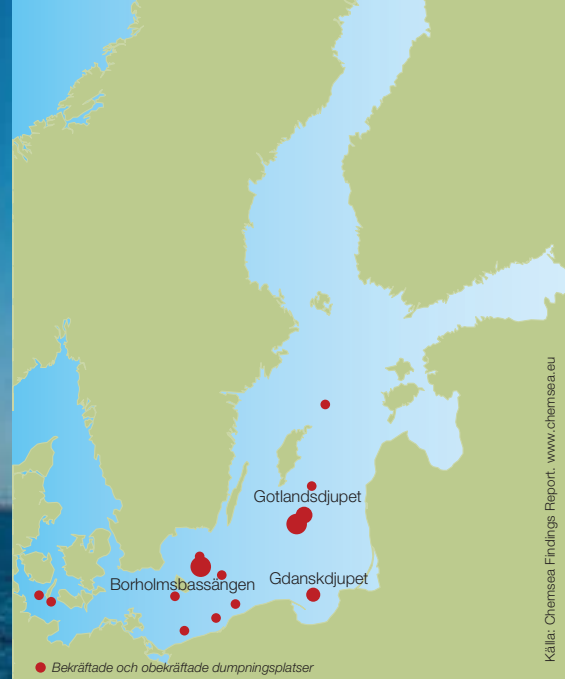 Gotlandsdjupet
Borholmsbassängen
Gdanskdjupet
Bekräftade och obekräftade dumpningsplatser
Källa: Chemsea Findings Report. www.chemsea.eu